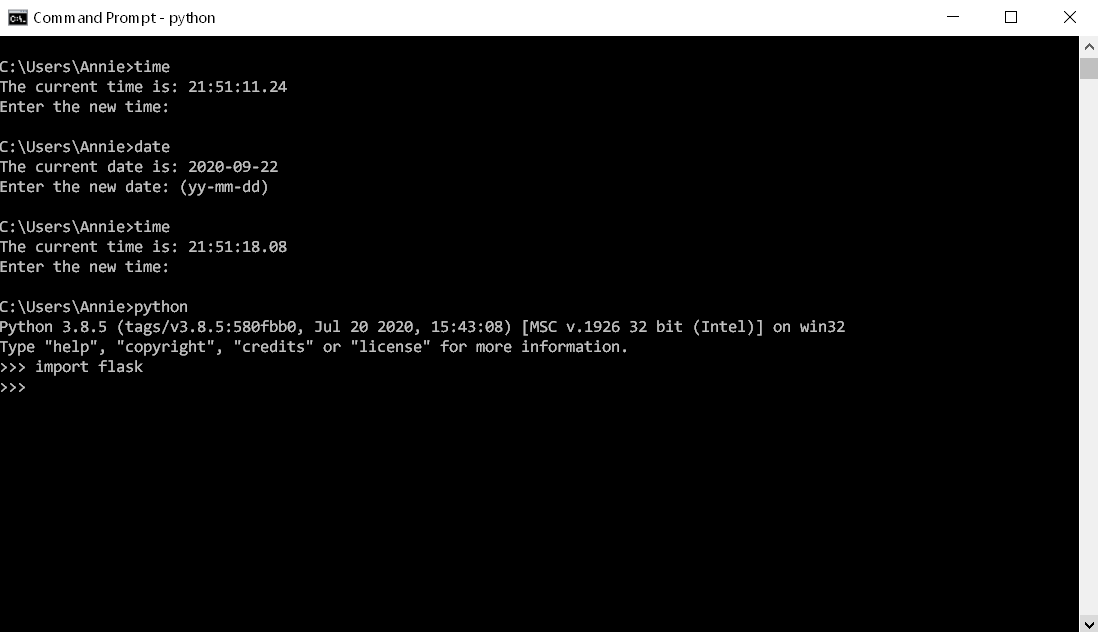 Command Prompt - python
C:\Users\Annie>time
The current time is: 21:51:11.24
Enter the new time:
C:\Users\Annie>date
The current date is: 2020-09-22
Enter the new date: (yy-mm-dd)
C:\Users\Annie>time
The current time is: 21:51:18.08
Enter the new time:
C:\Users\Annie>python
Python 3.8.5 (tags/v3.8.5:580fbb0, Jul 20 2020, 15:43:08) [MSC v.1926 32 bit (Intel)] on win32
Type "help", "copyright", "credits" or "license" for more information.
>>> import flask
>>>